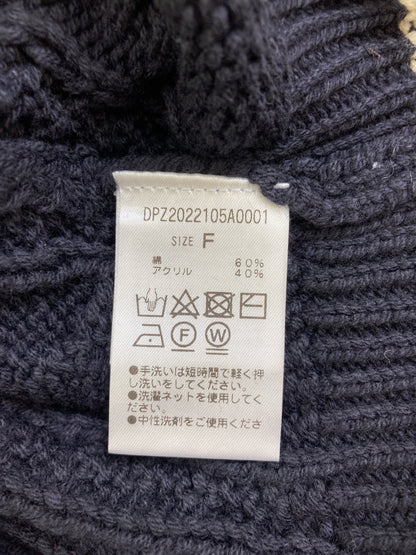 DPZ2022105A0001
SIZE F
綿 60%
アクリル 40%
F W
●手洗いは短時間で軽く押
し洗いをしてください。
●洗濯ネットを使用してく
ださい。
●中性洗剤をご使用くださ